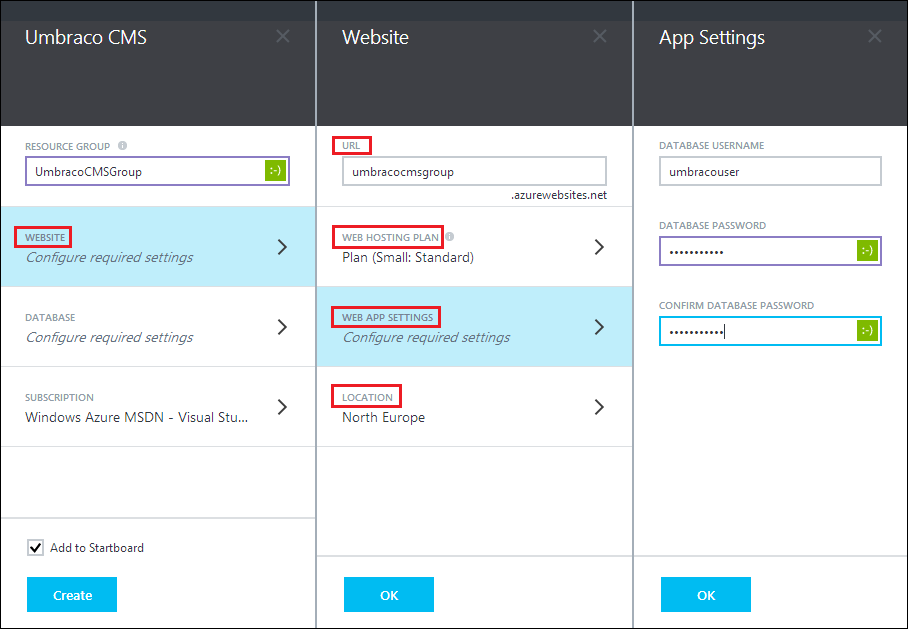 Umbraco CMS
RESOURCE GROUP
UmbracoCMSGroup
:-)
WEBSITE
Configure required settings
DATABASE
Configure required settings
SUBSCRIPTION
Windows Azure MSDN - Visual Stu...
Add to Startboard
Create
Website
URL
umbracocmsgroup
.azurewebsites.net
WEB HOSTING PLAN
Plan (Small: Standard)
WEB APP SETTINGS
Configure required settings
LOCATION
North Europe
OK
App Settings
DATABASE USERNAME
umbracouser
DATABASE PASSWORD
•••••••••••
:-)
CONFIRM DATABASE PASSWORD
•••••••••••
:-)
OK